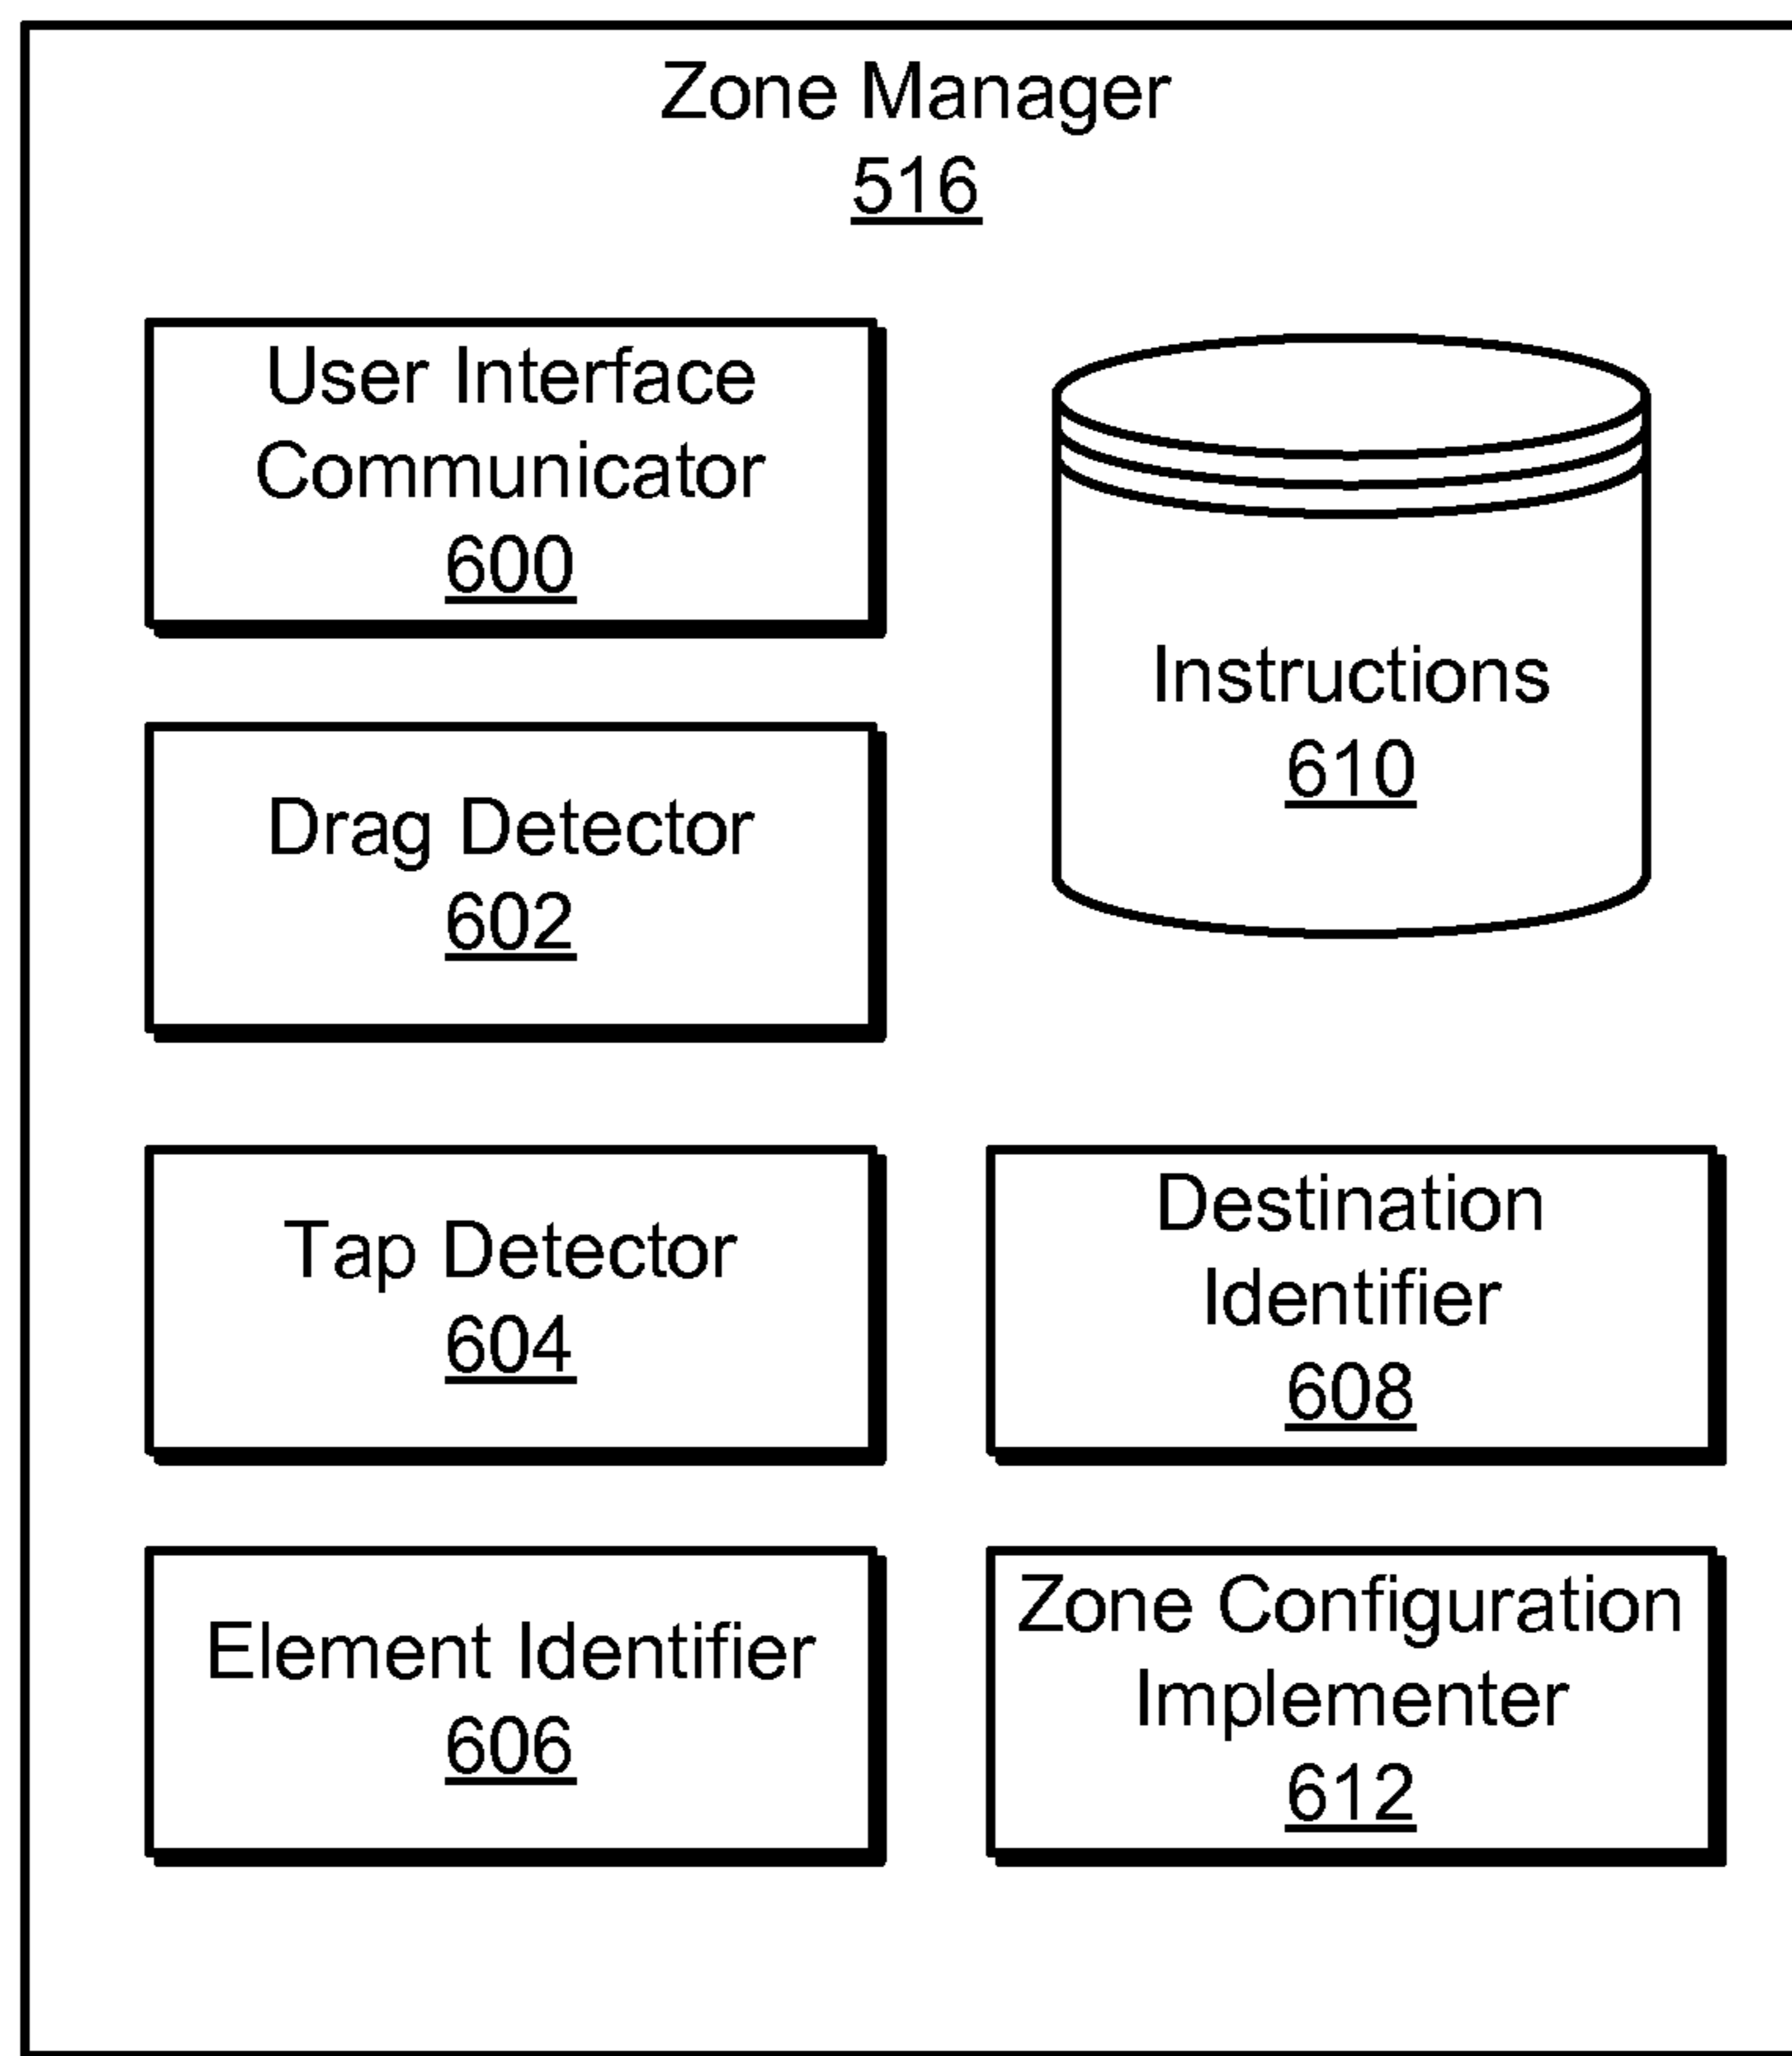 Zone Manager
516
User Interface
Communicator
600
Instructions
610
Drag Detector
602
Tap Detector
604
Destination
Identifier
608
Element Identifier
606
Zone Configuration
Implementer
612